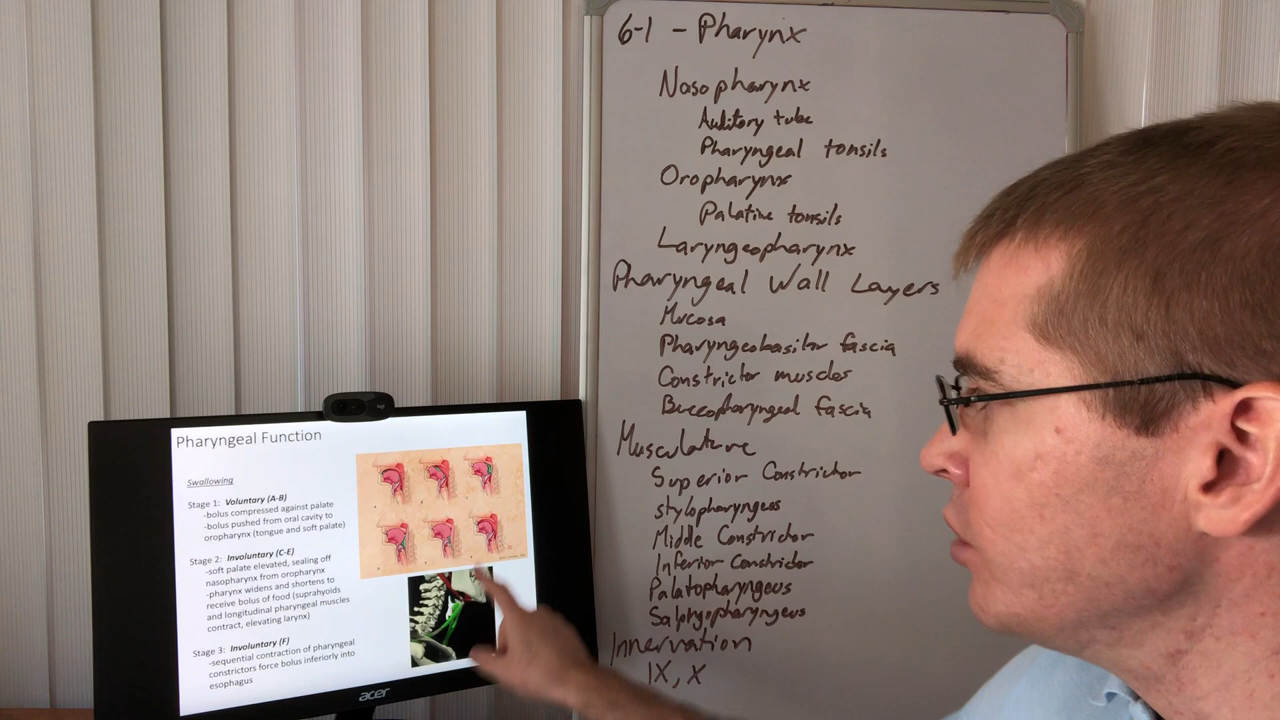 6-1 - Pharynx
Nasopharynx
Auditory tube
Pharyngeal tonsils
Oropharynx
Palatine tonsils
Laryngeopharynx
Pharyngeal Wall Layers
Mucosa
Pharyngeobasilar fascia
Constrictor muscles
Buccopharyngeal fascia
Musculature
Superior Constrictor
stylopharyngeus
Middle Constrictor
Inferior Constrictor
Palatopharyngeus
Salpingopharyngeus
Innervation
IX, X
Pharyngeal Function
Swallowing
Stage 1: Voluntary (A-B)
-bolus compressed against palate
-bolus pushed from oral cavity to
oropharynx (tongue and soft palate)
Stage 2: Involuntary (C-E)
-soft palate elevated, sealing off
nasopharynx from oropharynx
-pharynx widens and shortens to
receive bolus of food (suprahyoids
and longitudinal pharyngeal muscles
contract, elevating larynx)
Stage 3: Involuntary (F)
-sequential contraction of pharyngeal
constrictors force bolus inferiorly into
esophagus
acer